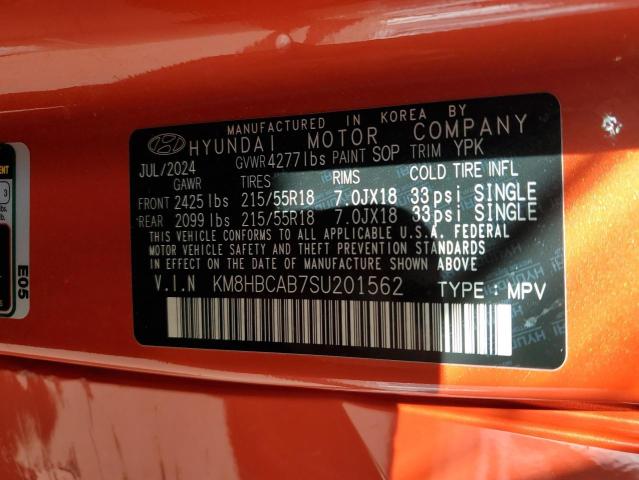 MANUFACTURED IN KOREA BY
HYUNDAI MOTOR COMPANY
JUL/2024 GVWR4277lbs PAINT SOP TRIM YPK
GAWR TIRES RIMS COLD TIRE INFL
FRONT 2425 lbs 215/55R18 7.0JX18 33psi SINGLE
REAR 2099 lbs 215/55R18 7.0JX18 33psi SINGLE
THIS VEHICLE CONFORMS TO ALL APPLICABLE U.S.A. FEDERAL
MOTOR VEHICLE SAFETY AND THEFT PREVENTION STANDARDS
IN EFFECT ON THE DATE OF MANUFACTURE SHOWN ABOVE
V.I.N KM8HBCAB7SU201562 TYPE : MPV
3
lbs.
E05